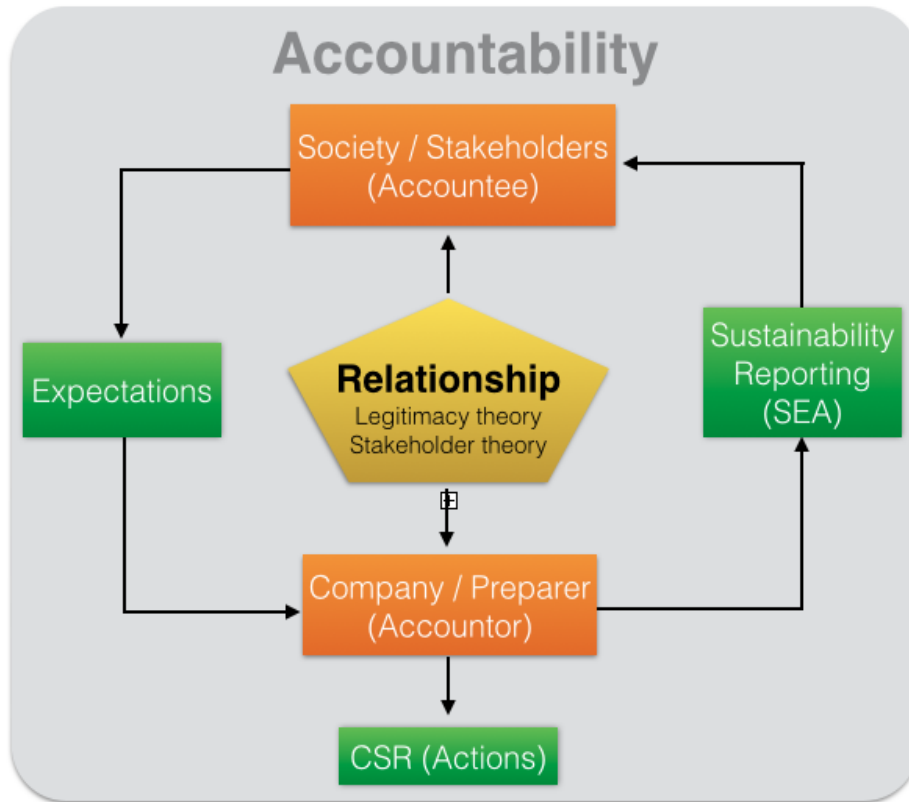 Accountability
Society / Stakeholders
(Accountee)
Expectations
Relationship
Legitimacy theory
Stakeholder theory
Sustainability
Reporting
(SEA)
Company / Preparer
(Accountor)
CSR (Actions)